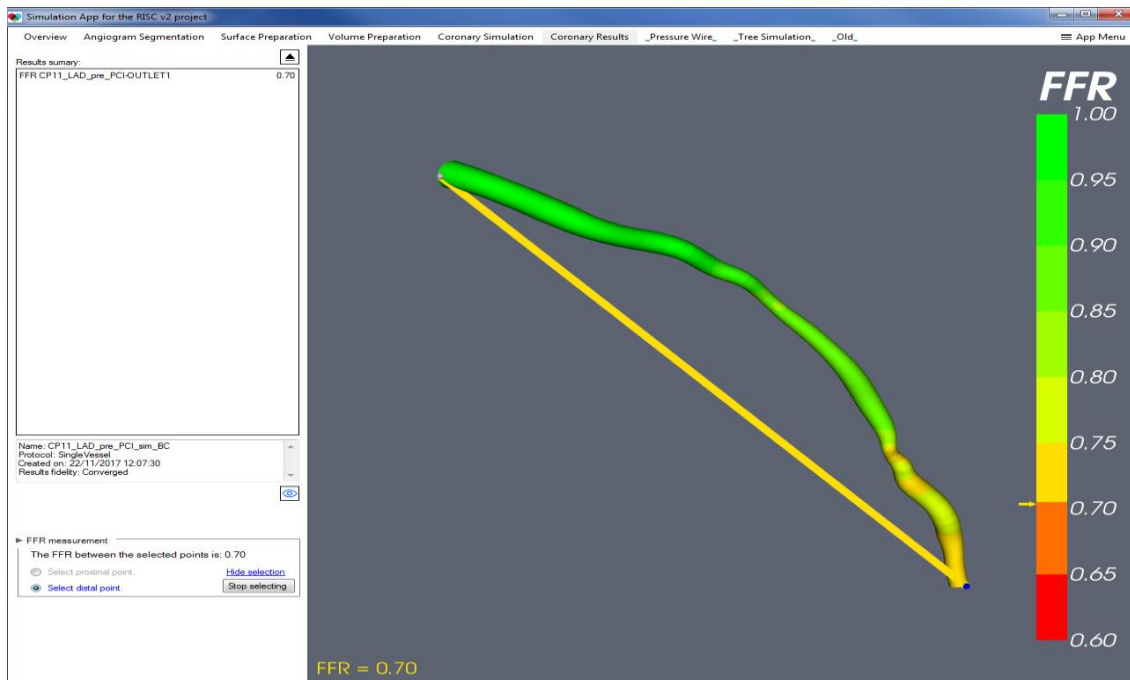 Simulation App for the RISC v2 project
Overview Angiogram Segmentation Surface Preparation Volume Preparation Coronary Simulation Coronary Results _Pressure Wire_ _Tree Simulation_ _Old_ App Menu
Results sumary:
FFR CP11_LAD_pre_PCI-OUTLET1 0.70
Name: CP11_LAD_pre_PCI_sim_BC
Protocol: SingleVessel
Created on: 22/11/2017 12:07:30
Results fidelity: Converged
FFR measurement
The FFR between the selected points is: 0.70
Select proximal point. Hide selection
Select distal point. Stop selecting
FFR = 0.70
FFR
1.00
0.95
0.90
0.85
0.80
0.75
0.70
0.65
0.60